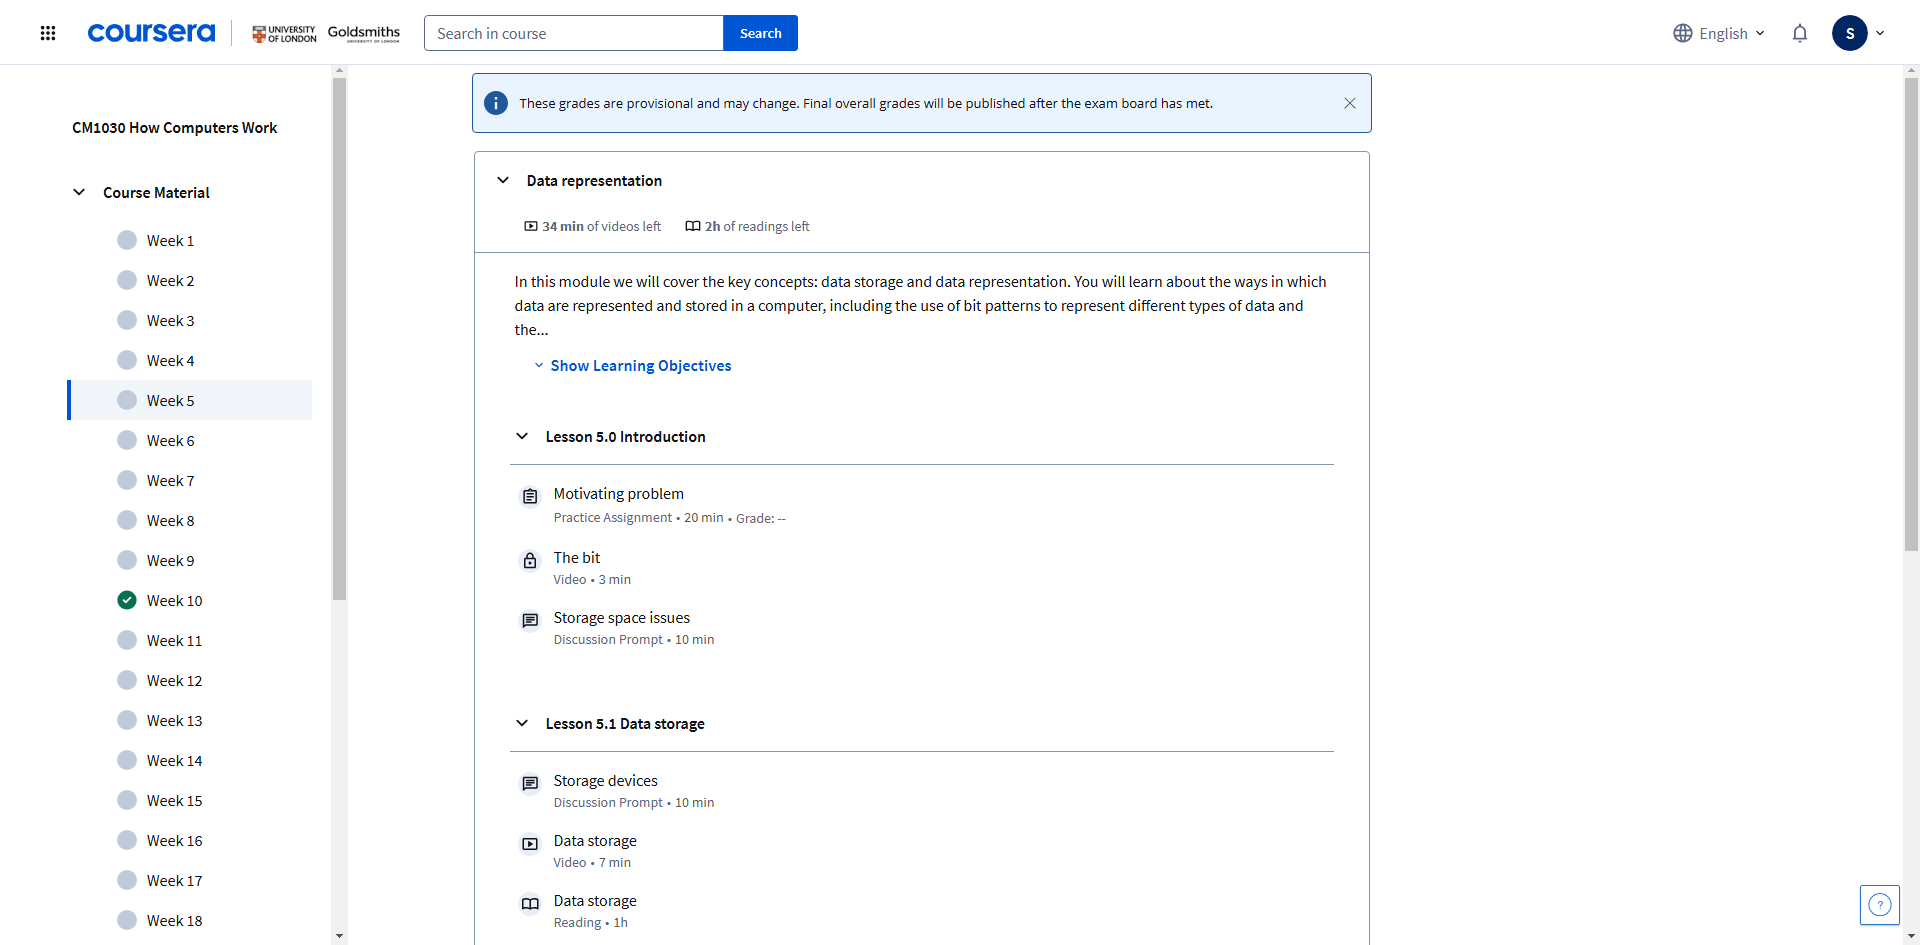 coursera
UNIVERSITY
OF LONDON
Goldsmiths
UNIVERSITY OF LONDON
Search in course
Search
English
S
CM1030 How Computers Work
Course Material
Week 1
Week 2
Week 3
Week 4
Week 5
Week 6
Week 7
Week 8
Week 9
Week 10
Week 11
Week 12
Week 13
Week 14
Week 15
Week 16
Week 17
Week 18
These grades are provisional and may change. Final overall grades will be published after the exam board has met.
Data representation
34 min of videos left
2h of readings left
In this module we will cover the key concepts: data storage and data representation. You will learn about the ways in which
data are represented and stored in a computer, including the use of bit patterns to represent different types of data and
the...
Show Learning Objectives
Lesson 5.0 Introduction
Motivating problem
Practice Assignment • 20 min • Grade: --
The bit
Video • 3 min
Storage space issues
Discussion Prompt • 10 min
Lesson 5.1 Data storage
Storage devices
Discussion Prompt • 10 min
Data storage
Video • 7 min
Data storage
Reading • 1h
?